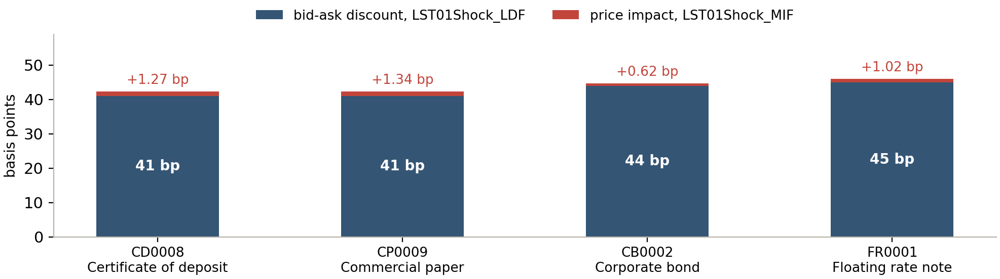 bid-ask discount, LST01Shock_LDF
price impact, LST01Shock_MIF
basis points
50
40
30
20
10
0
+1.27 bp
+1.34 bp
+0.62 bp
+1.02 bp
41 bp
41 bp
44 bp
45 bp
CD0008
Certificate of deposit
CP0009
Commercial paper
CB0002
Corporate bond
FR0001
Floating rate note